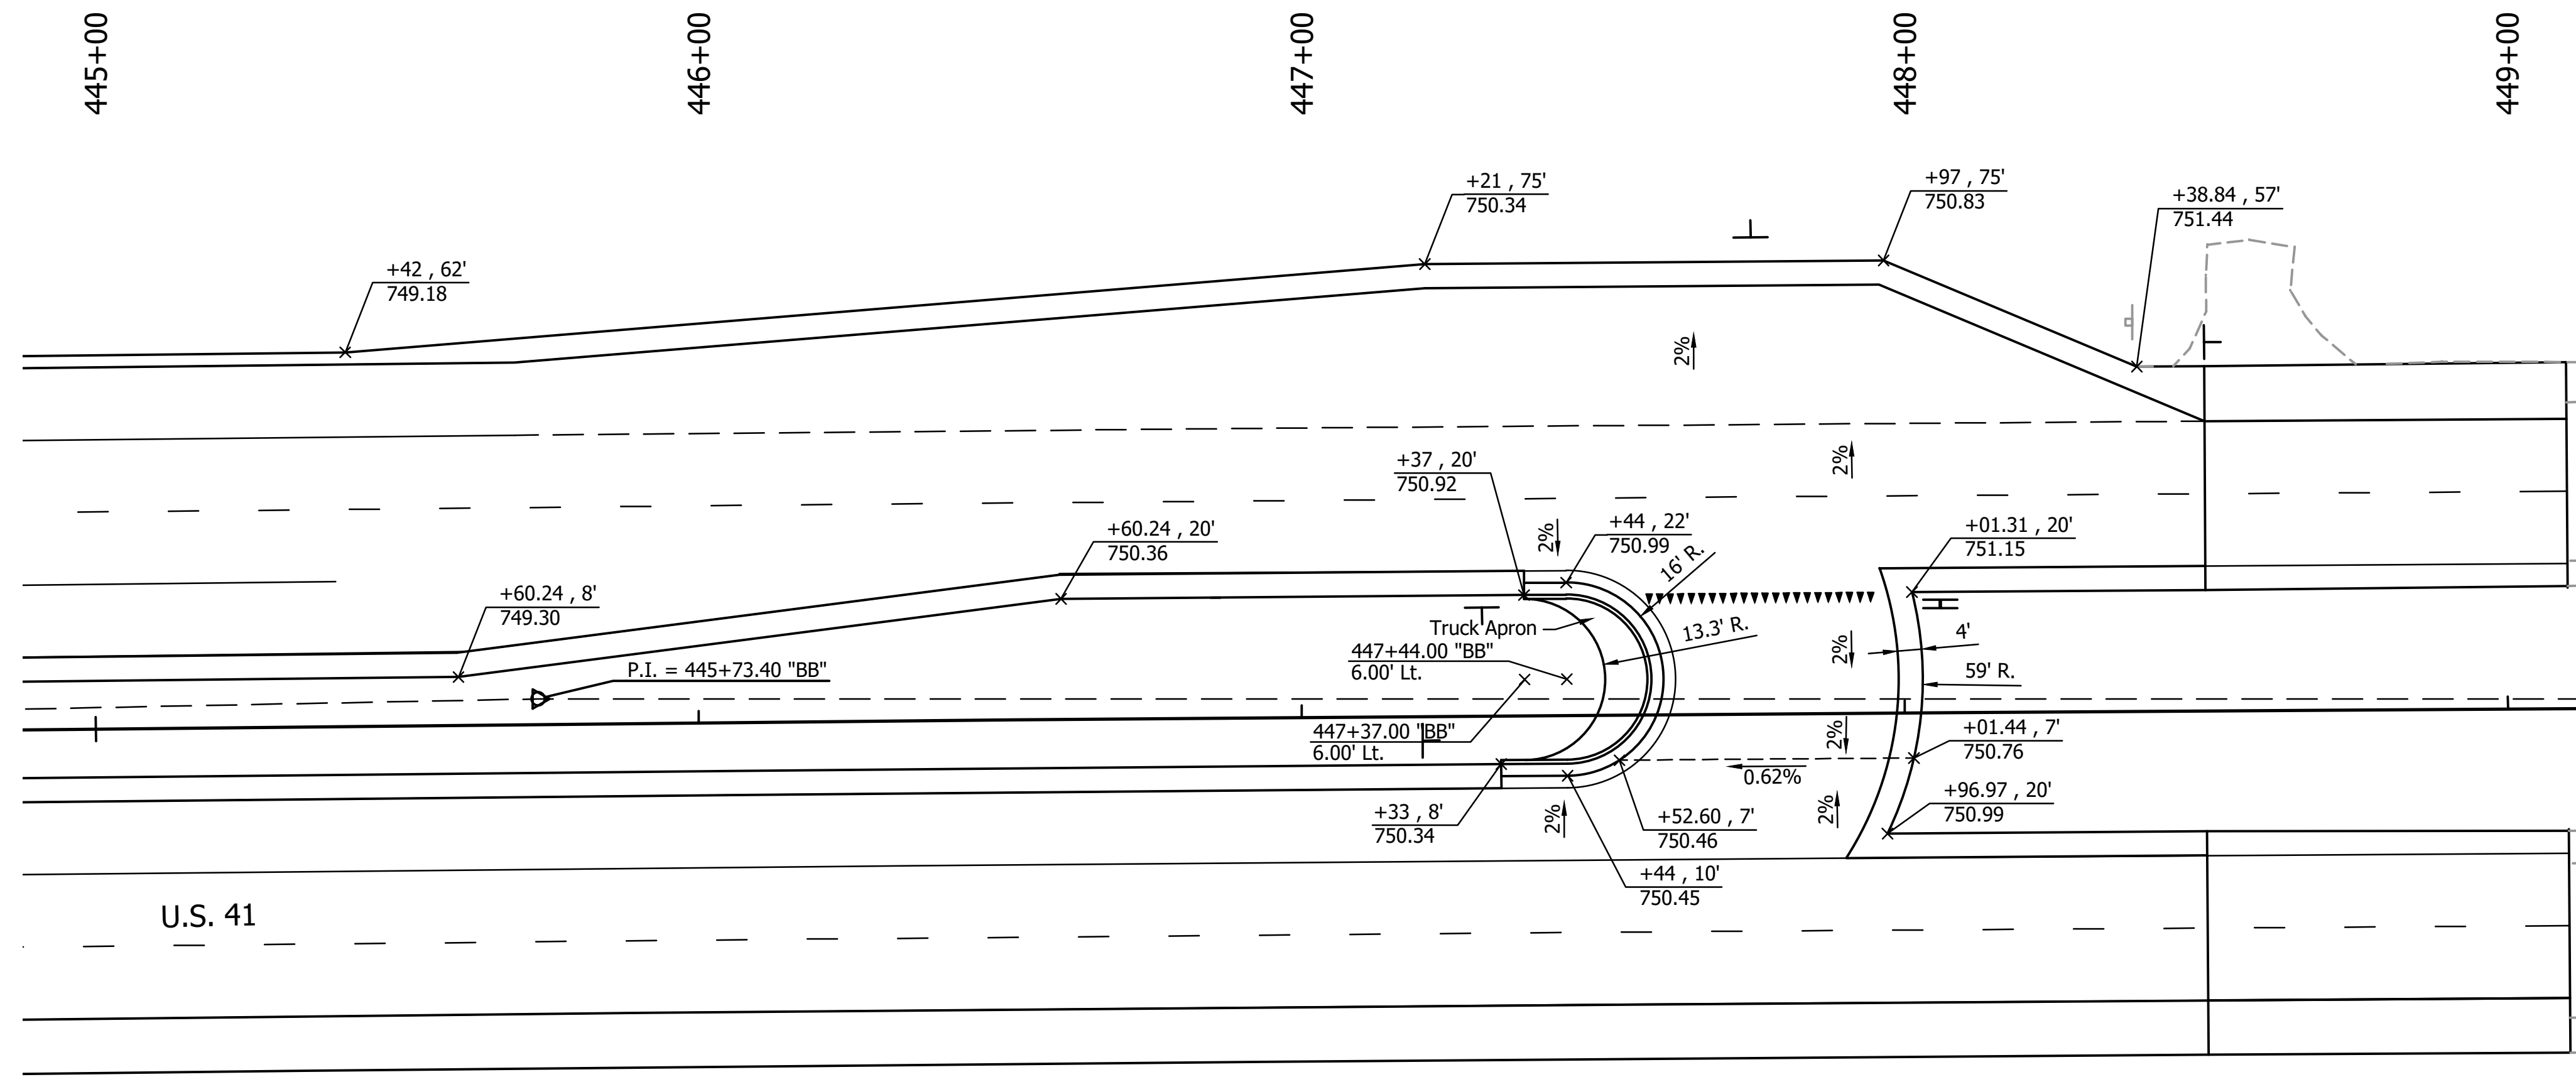 445+00
446+00
447+00
448+00
449+00
+21 , 75'
750.34
+97 , 75'
750.83
+38.84 , 57'
751.44
+42 , 62'
749.18
2%
2%
+37 , 20'
750.92
+60.24 , 20'
750.36
2%
+44 , 22'
750.99
16' R.
+01.31 , 20'
751.15
+60.24 , 8'
749.30
Truck Apron
13.3' R.
4'
2%
447+44.00 "BB"
6.00' Lt.
P.I. = 445+73.40 "BB"
59' R.
447+37.00 "BB"
6.00' Lt.
2%
+01.44 , 7'
750.76
0.62%
+96.97 , 20'
750.99
+33 , 8'
750.34
2%
+52.60 , 7'
750.46
2%
+44 , 10'
750.45
U.S. 41